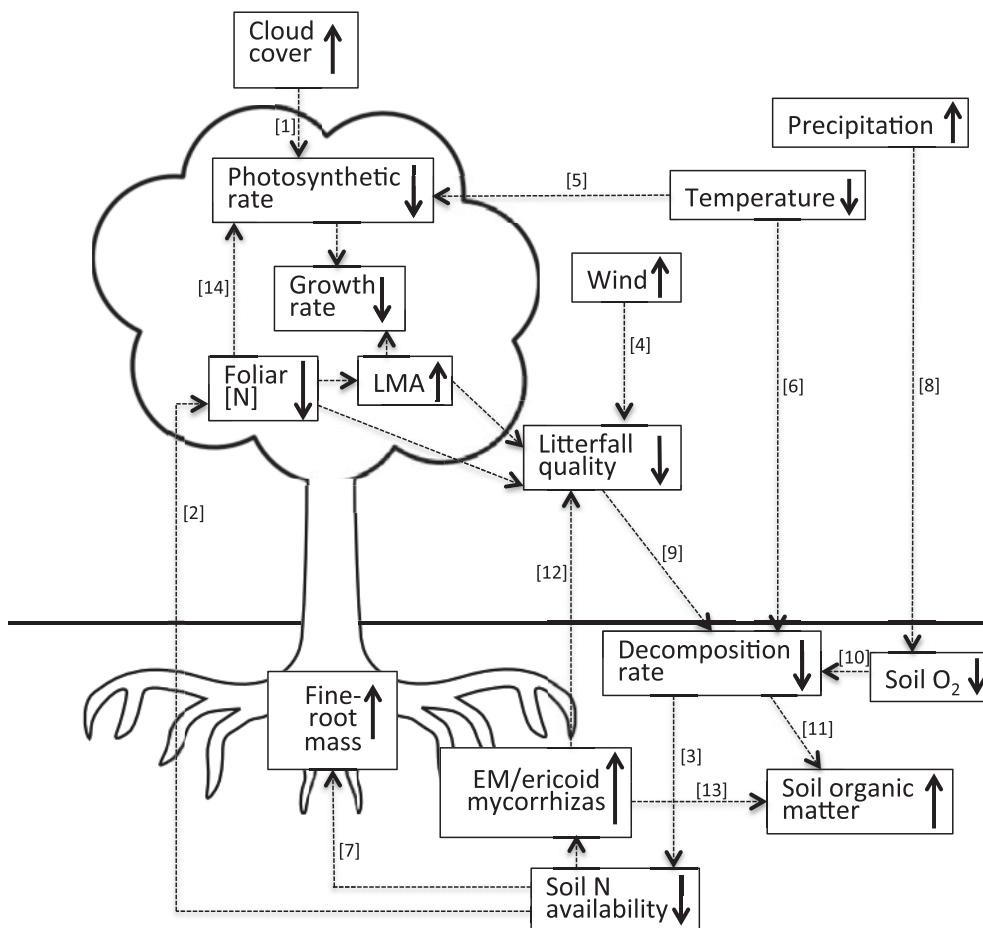 Cloud
cover
[1]
Precipitation
Photosynthetic
rate
[5]
Temperature
[14]
Growth
rate
Wind
[4]
[6]
[8]
Foliar
[N]
LMA
Litterfall
quality
[2]
[12]
[9]
Decomposition
rate
[10]
Soil O₂
Fine-
root
mass
[3]
[11]
EM/ericoid
mycorrhizas
[13]
Soil organic
matter
[7]
Soil N
availability